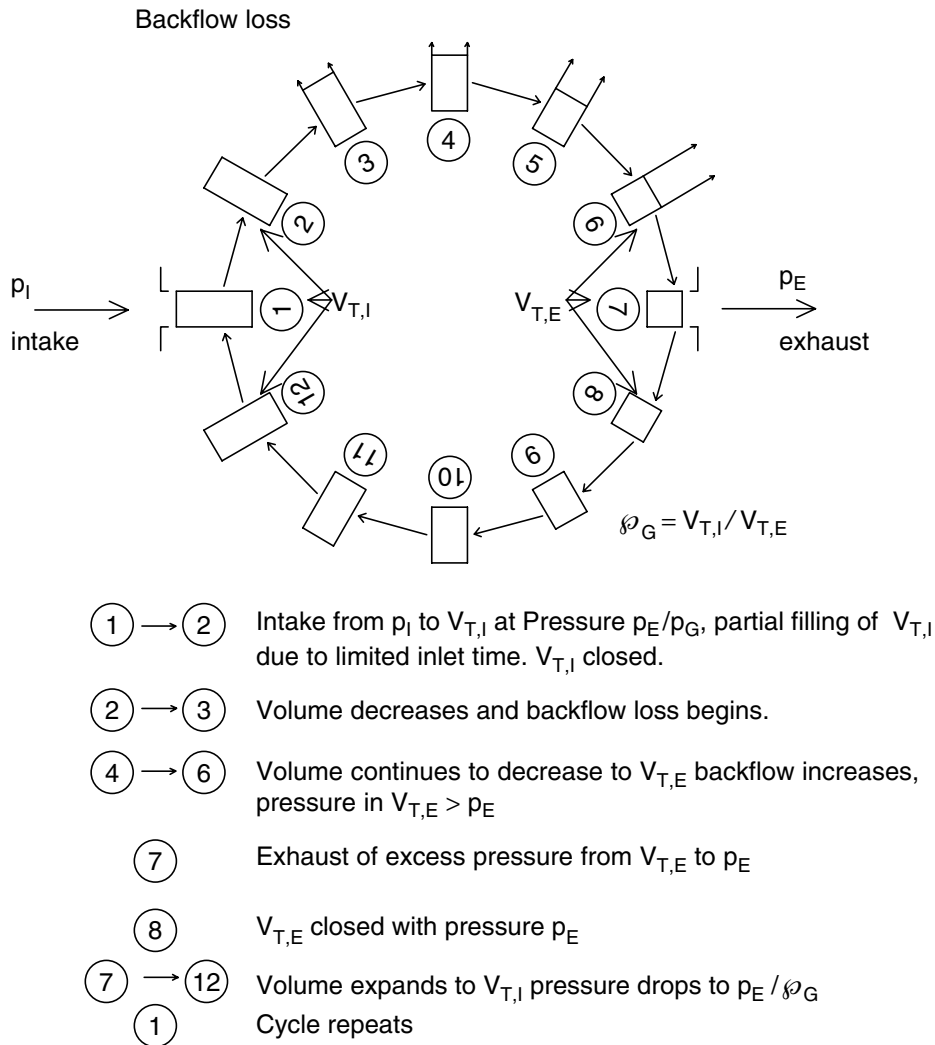 Backflow loss
4
3
5
2
6
p_I
intake
1
V_T,I
V_T,E
7
p_E
exhaust
12
8
11
10
9
℘_G = V_T,I / V_T,E
1 → 2 Intake from p_I to V_T,I at Pressure p_E/p_G, partial filling of V_T,I
due to limited inlet time. V_T,I closed.
2 → 3 Volume decreases and backflow loss begins.
4 → 6 Volume continues to decrease to V_T,E backflow increases,
pressure in V_T,E > p_E
7 Exhaust of excess pressure from V_T,E to p_E
8 V_T,E closed with pressure p_E
7 → 12 Volume expands to V_T,I pressure drops to p_E / ℘_G
1 Cycle repeats